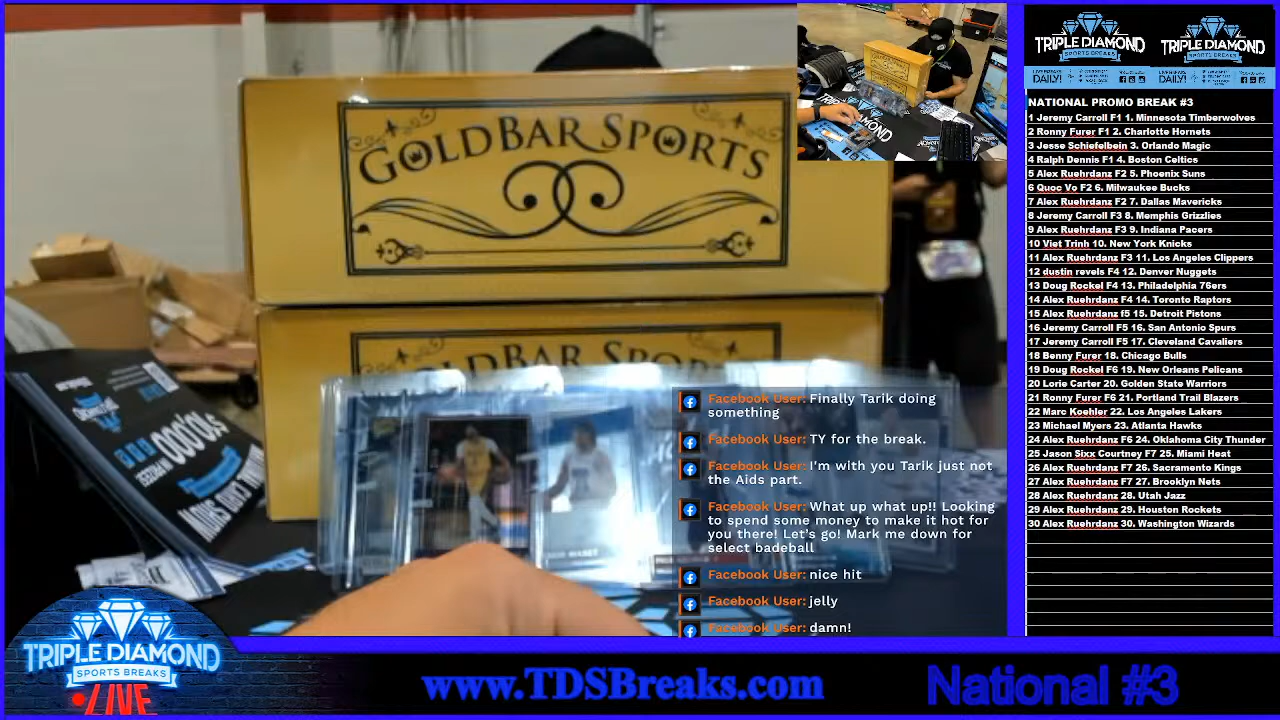 GOLDBAR SPORTS
GOLDBAR SPORTS
TRIPLE DIAMOND
SPORTS BREAKS
TRIPLE DIAMOND
SPORTS BREAKS
LIVE BREAKS
DAILY!
LIVE BREAKS
DAILY!
NATIONAL PROMO BREAK #3
1 Jeremy Carroll F1 1. Minnesota Timberwolves
2 Ronny Furer F1 2. Charlotte Hornets
3 Jesse Schiefelbein 3. Orlando Magic
4 Ralph Dennis F1 4. Boston Celtics
5 Alex Ruehrdanz F2 5. Phoenix Suns
6 Quoc Vo F2 6. Milwaukee Bucks
7 Alex Ruehrdanz F2 7. Dallas Mavericks
8 Jeremy Carroll F3 8. Memphis Grizzlies
9 Alex Ruehrdanz F3 9. Indiana Pacers
10 Viet Trinh 10. New York Knicks
11 Alex Ruehrdanz F3 11. Los Angeles Clippers
12 dustin revels F4 12. Denver Nuggets
13 Doug Rockel F4 13. Philadelphia 76ers
14 Alex Ruehrdanz F4 14. Toronto Raptors
15 Alex Ruehrdanz f5 15. Detroit Pistons
16 Jeremy Carroll F5 16. San Antonio Spurs
17 Jeremy Carroll F5 17. Cleveland Cavaliers
18 Benny Furer 18. Chicago Bulls
19 Doug Rockel F6 19. New Orleans Pelicans
20 Lorie Carter 20. Golden State Warriors
21 Ronny Furer F6 21. Portland Trail Blazers
22 Marc Koehler 22. Los Angeles Lakers
23 Michael Myers 23. Atlanta Hawks
24 Alex Ruehrdanz F6 24. Oklahoma City Thunder
25 Jason Sixx Courtney F7 25. Miami Heat
26 Alex Ruehrdanz F7 26. Sacramento Kings
27 Alex Ruehrdanz F7 27. Brooklyn Nets
28 Alex Ruehrdanz 28. Utah Jazz
29 Alex Ruehrdanz 29. Houston Rockets
30 Alex Ruehrdanz 30. Washington Wizards
Facebook User: Finally Tarik doing
something
Facebook User: TY for the break.
Facebook User: I'm with you Tarik just not
the Aids part.
Facebook User: What up what up!! Looking
to spend some money to make it hot for
you there! Let's go! Mark me down for
select badeball
Facebook User: nice hit
Facebook User: jelly
Facebook User: damn!
TRIPLE DIAMOND
SPORTS BREAKS
LIVE
www.TDSBreaks.com
National #3